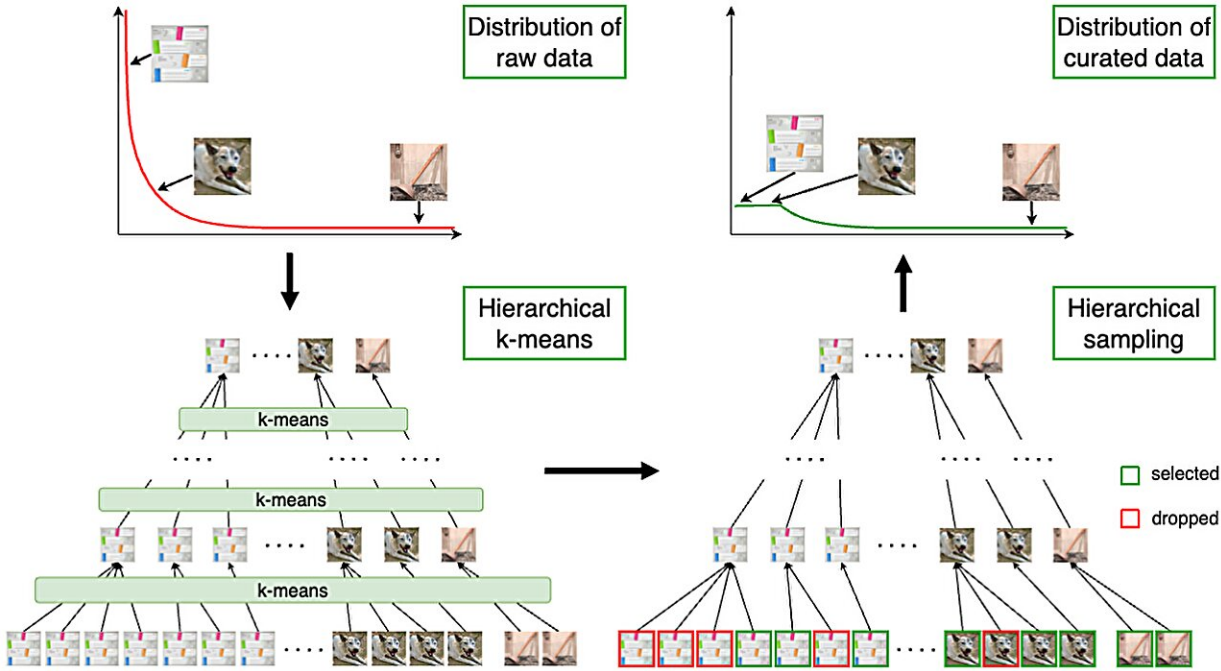 Distribution of
raw data
Distribution of
curated data
Hierarchical
k-means
Hierarchical
sampling
k-means
k-means
k-means
selected
dropped